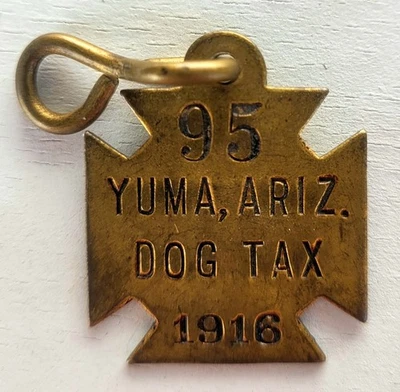 95
YUMA, ARIZ.
DOG TAX
1916